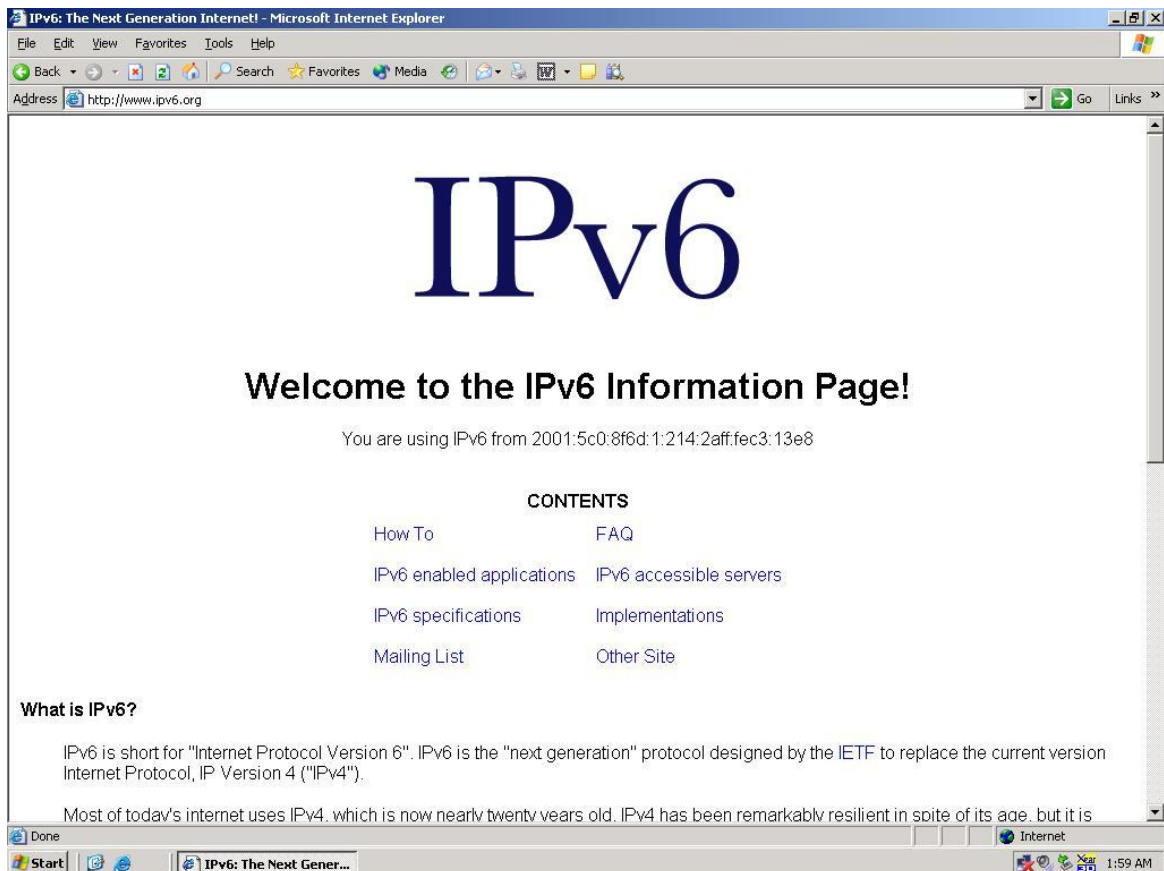 IPv6: The Next Generation Internet! - Microsoft Internet Explorer
File Edit View Favorites Tools Help
Back Search Favorites Media
Address http://www.ipv6.org Go Links »
IPv6
Welcome to the IPv6 Information Page!
You are using IPv6 from 2001:5c0:8f6d:1:214:2aff:fec3:13e8
CONTENTS
How To FAQ
IPv6 enabled applications IPv6 accessible servers
IPv6 specifications Implementations
Mailing List Other Site
What is IPv6?
IPv6 is short for "Internet Protocol Version 6". IPv6 is the "next generation" protocol designed by the IETF to replace the current version
Internet Protocol, IP Version 4 ("IPv4").
Most of today's internet uses IPv4, which is now nearly twenty years old. IPv4 has been remarkably resilient in spite of its age, but it is
Done Internet
Start IPv6: The Next Gener... 1:59 AM